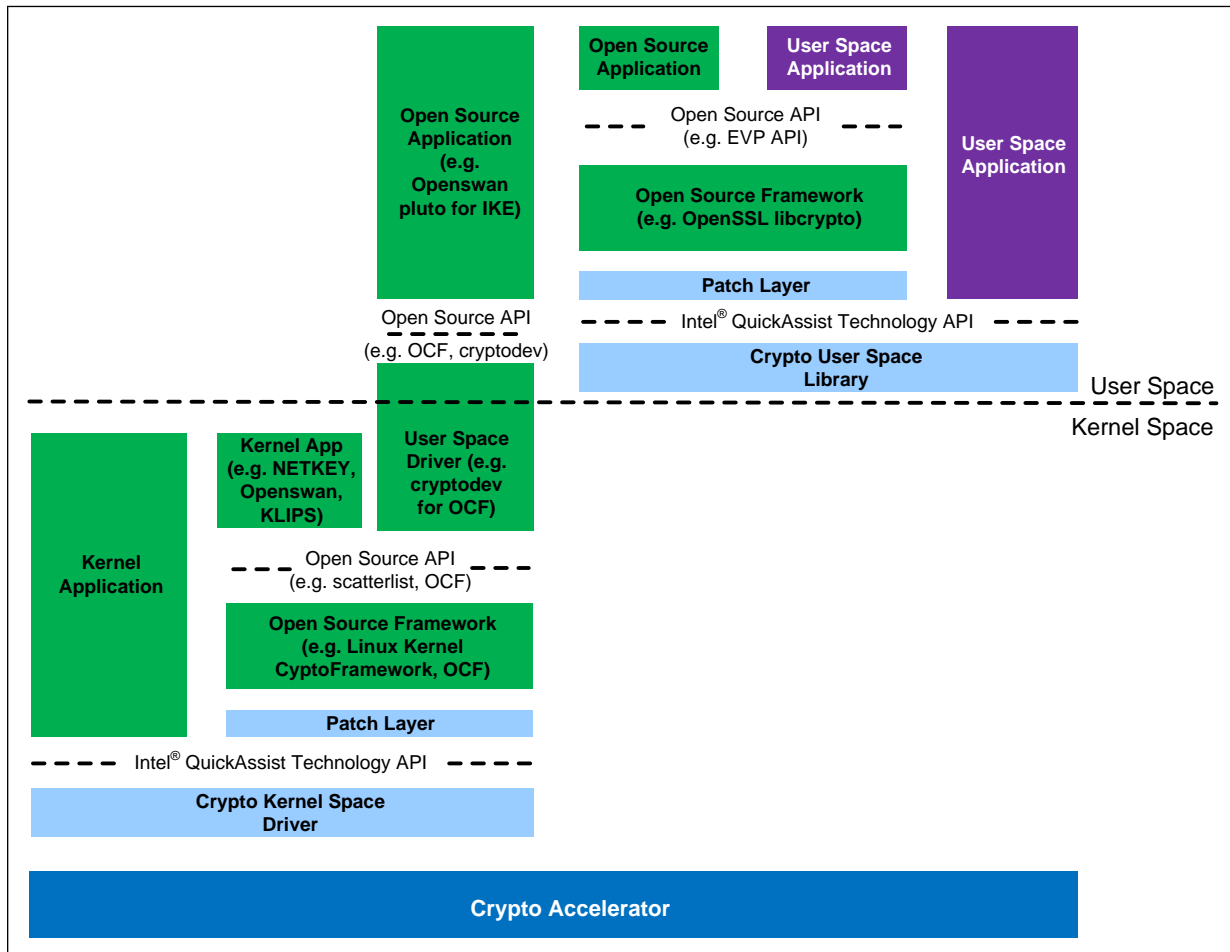 Open Source
Application
(e.g.
Openswan
pluto for IKE)
Open Source
Application
User Space
Application
Open Source API
(e.g. EVP API)
User Space
Application
Open Source Framework
(e.g. OpenSSL libcrypto)
Patch Layer
Intel® QuickAssist Technology API
Crypto User Space
Library
Open Source API
(e.g. OCF, cryptodev)
User Space
Kernel Space
Kernel
Application
Kernel App
(e.g. NETKEY,
Openswan,
KLIPS)
User Space
Driver (e.g.
cryptodev
for OCF)
Open Source API
(e.g. scatterlist, OCF)
Open Source Framework
(e.g. Linux Kernel
CyptoFramework, OCF)
Patch Layer
Intel® QuickAssist Technology API
Crypto Kernel Space
Driver
Crypto Accelerator